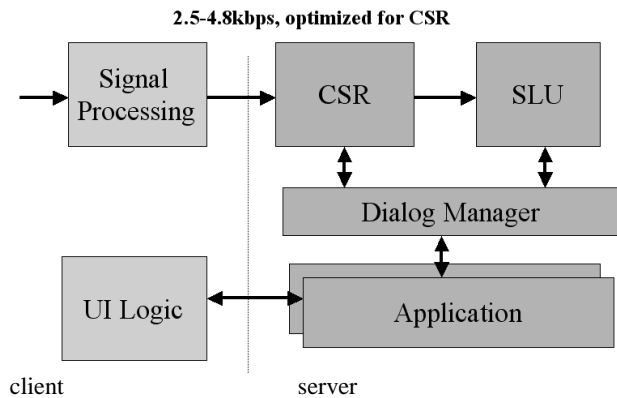 2.5-4.8kbps, optimized for CSR
Signal
Processing
CSR
SLU
Dialog Manager
UI Logic
Application
client
server